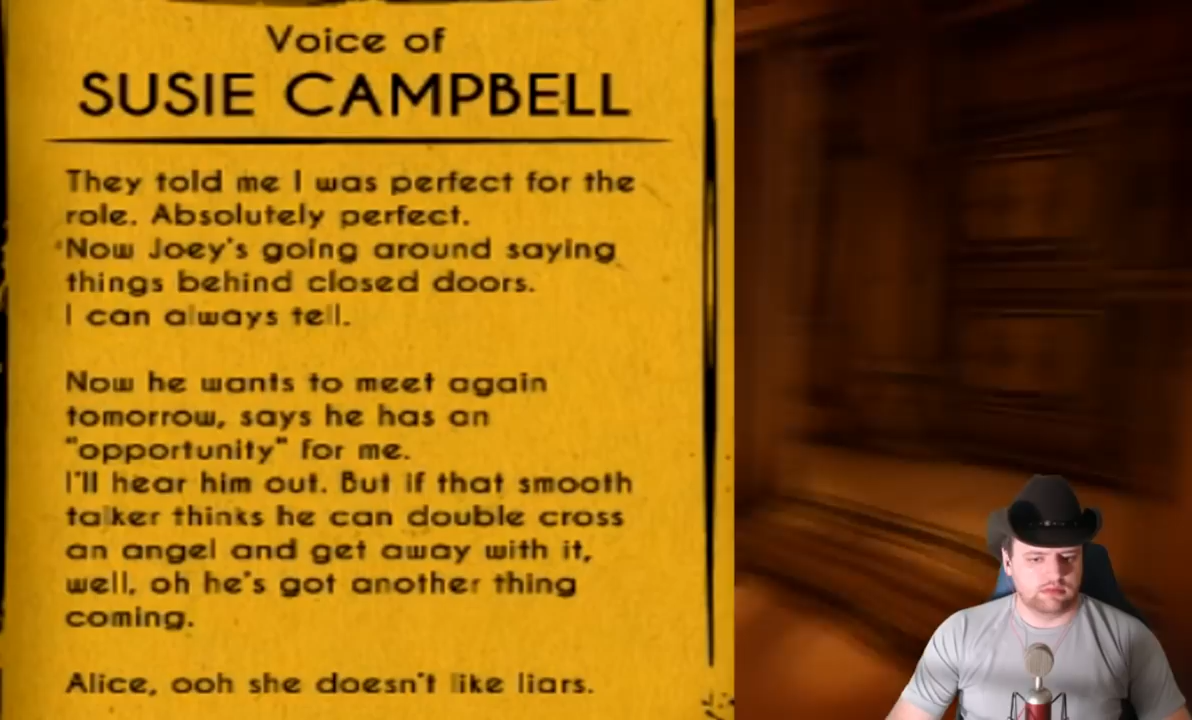 Voice of
SUSIE CAMPBELL
They told me I was perfect for the
role. Absolutely perfect.
Now Joey's going around saying
things behind closed doors.
I can always tell.
Now he wants to meet again
tomorrow, says he has an
"opportunity" for me.
I'll hear him out. But if that smooth
talker thinks he can double cross
an angel and get away with it,
well, oh he's got another thing
coming.
Alice, ooh she doesn't like liars.